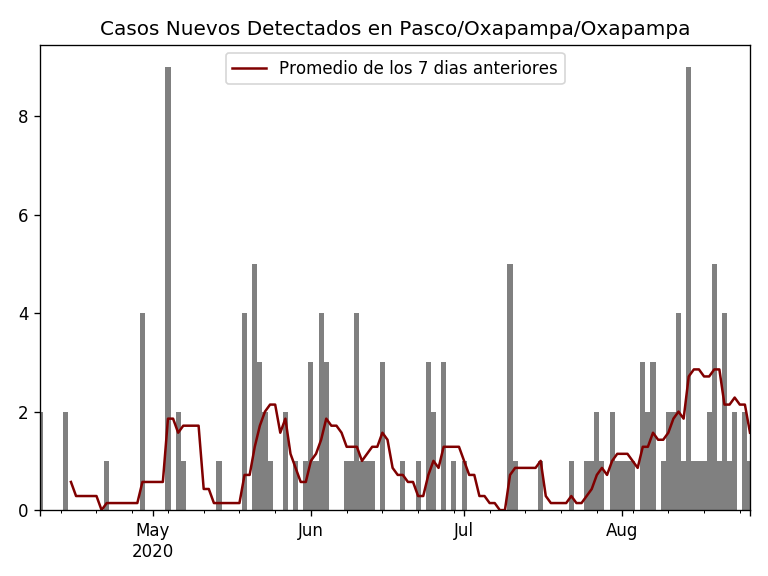 Casos Nuevos Detectados en Pasco/Oxapampa/Oxapampa
Promedio de los 7 dias anteriores
8
6
4
2
0
May
2020
Jun
Jul
Aug